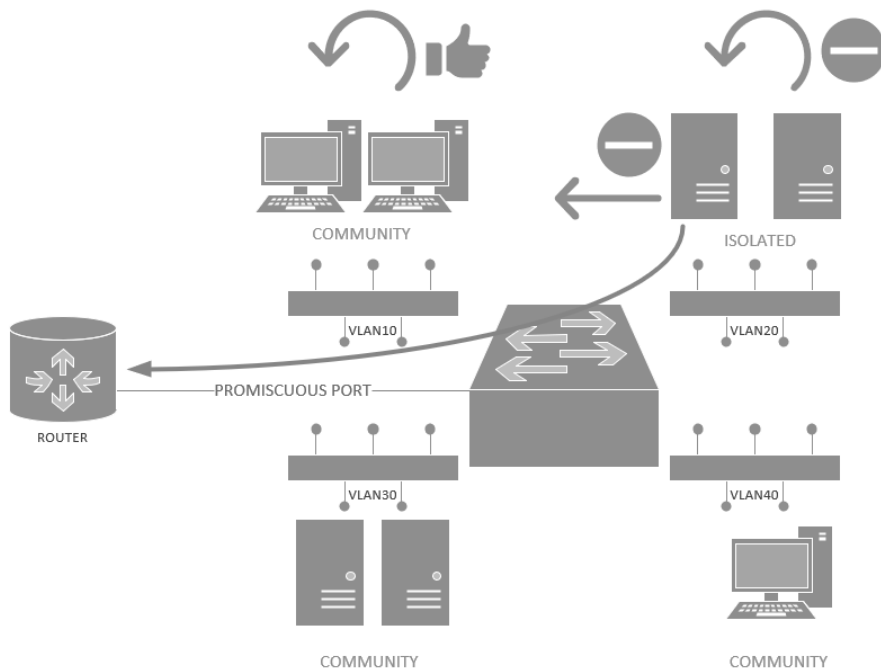 COMMUNITY
ISOLATED
VLAN10
VLAN20
PROMISCUOUS PORT
ROUTER
VLAN30
VLAN40
COMMUNITY
COMMUNITY